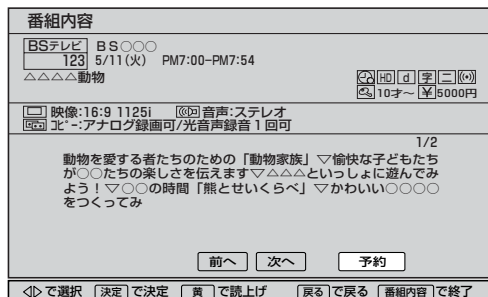 番組内容
BSテレビ BS○○○
123 5/11(火) PM7:00-PM7:54
△△△△動物
HD d 字 二
10才～ ¥5000円
映像:16:9 1125i 音声:ステレオ
コピー:アナログ録画可/光音声録音1回可
1/2
動物を愛する者たちのための「動物家族」▽愉快な子どもたち
が○○たちの楽しさを伝えます▽△△△といっしょに遊んでみ
よう！▽○○の時間「熊とせいくらべ」▽かわいい○○○○
をつくってみ
前へ 次へ 予約
◁▷で選択 決定で決定 黄で読上げ 戻るで戻る 番組内容で終了